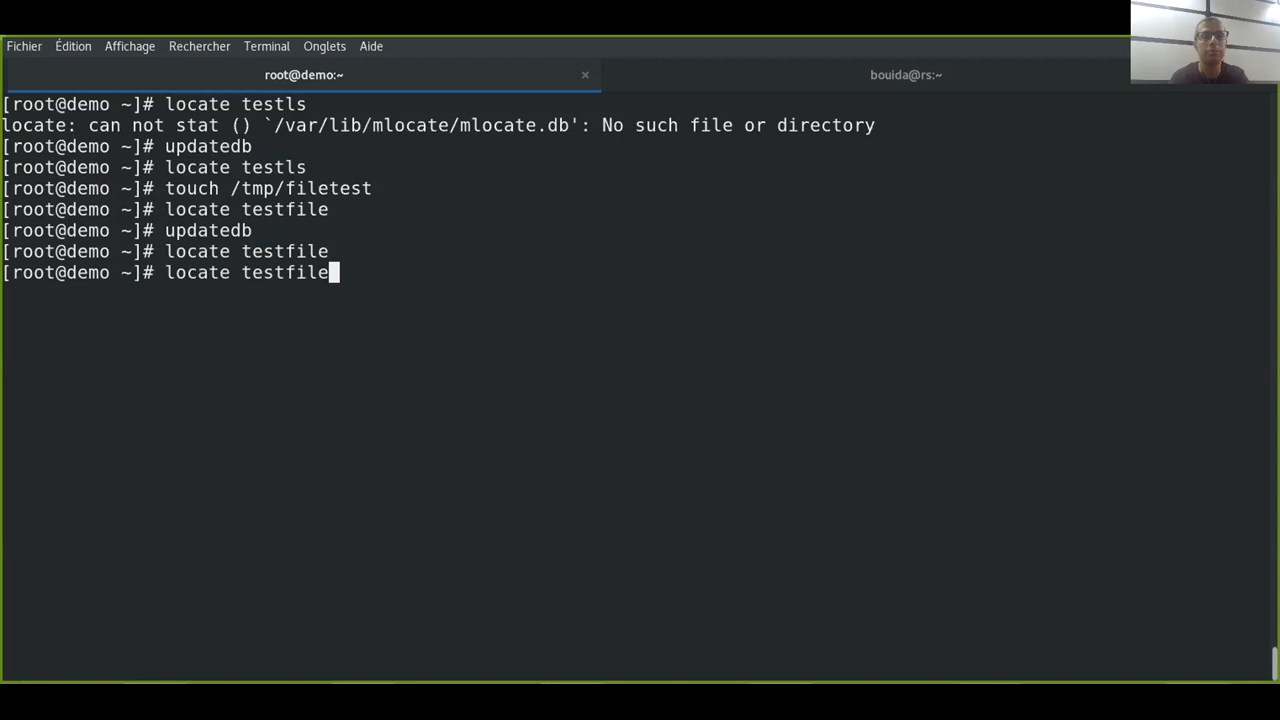 Fichier Édition Affichage Rechercher Terminal Onglets Aide
root@demo:~ × bouida@rs:~
[root@demo ~]# locate testls
locate: can not stat () `/var/lib/mlocate/mlocate.db': No such file or directory
[root@demo ~]# updatedb
[root@demo ~]# locate testls
[root@demo ~]# touch /tmp/filetest
[root@demo ~]# locate testfile
[root@demo ~]# updatedb
[root@demo ~]# locate testfile
[root@demo ~]# locate testfile